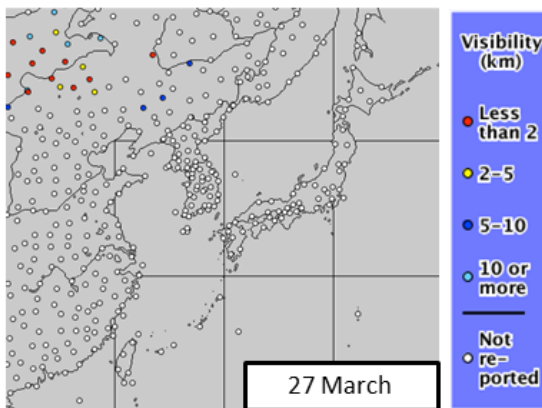 Visibility
(km)
Less
than 2
2–5
5–10
10 or
more
Not
re-
ported
27 March